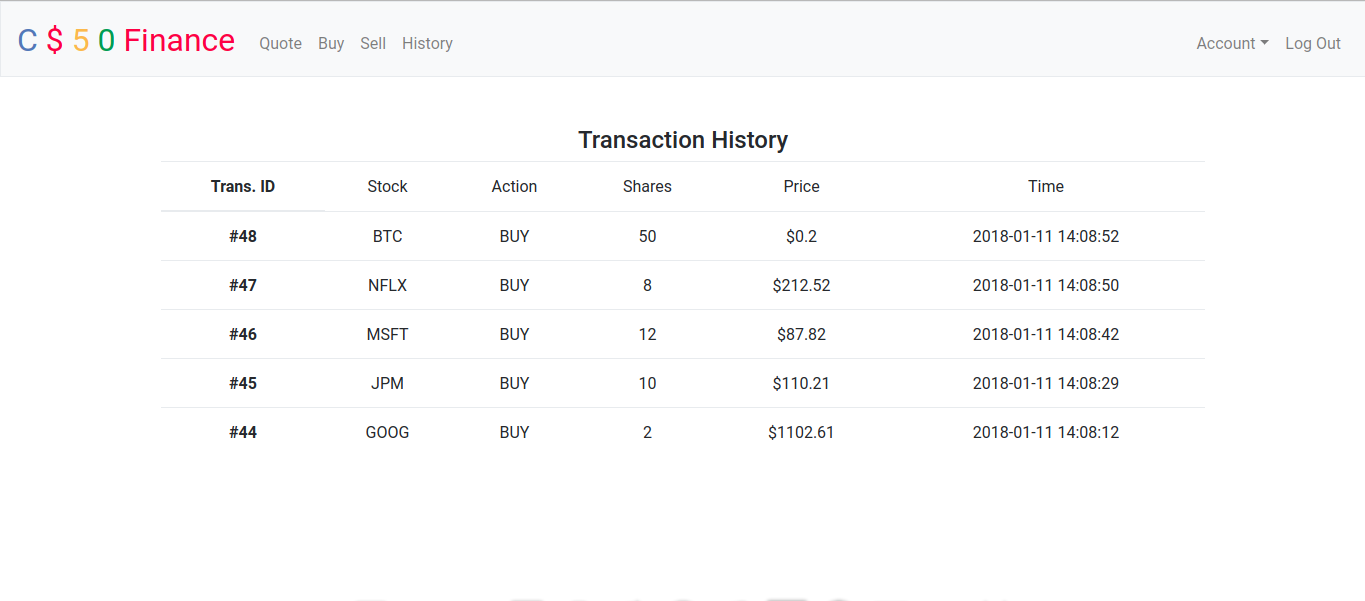 C $ 5 0 Finance Quote Buy Sell History Account Log Out
Transaction History
Trans. ID Stock Action Shares Price Time
#48 BTC BUY 50 $0.2 2018-01-11 14:08:52
#47 NFLX BUY 8 $212.52 2018-01-11 14:08:50
#46 MSFT BUY 12 $87.82 2018-01-11 14:08:42
#45 JPM BUY 10 $110.21 2018-01-11 14:08:29
#44 GOOG BUY 2 $1102.61 2018-01-11 14:08:12